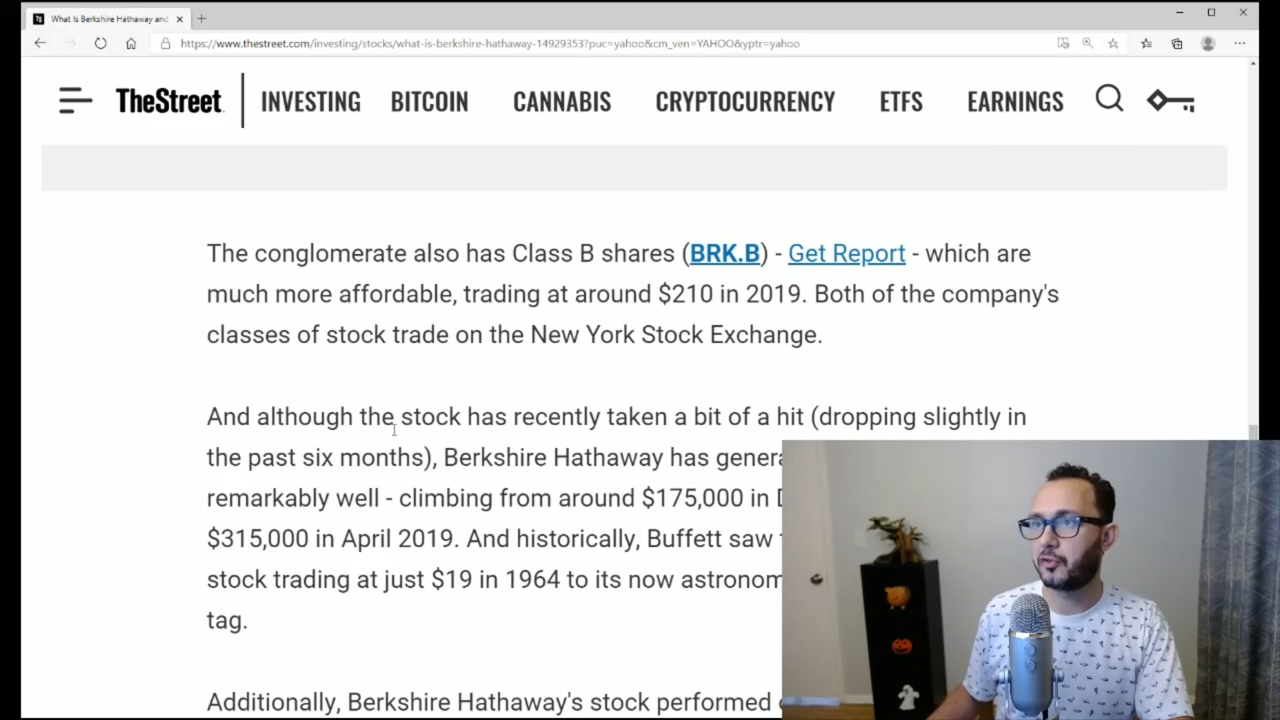 What Is Berkshire Hathaway and
https://www.thestreet.com/investing/stocks/what-is-berkshire-hathaway-14929353?puc=yahoo&cm_ven=YAHOO&yptr=yahoo
TheStreet INVESTING BITCOIN CANNABIS CRYPTOCURRENCY ETFS EARNINGS
The conglomerate also has Class B shares (BRK.B) - Get Report - which are
much more affordable, trading at around $210 in 2019. Both of the company's
classes of stock trade on the New York Stock Exchange.
And although the stock has recently taken a bit of a hit (dropping slightly in
the past six months), Berkshire Hathaway has
remarkably well - climbing from around $175,000 in
$315,000 in April 2019. And historically, Buffett saw
stock trading at just $19 in 1964 to its now
tag.
Additionally, Berkshire Hathaway's stock performed